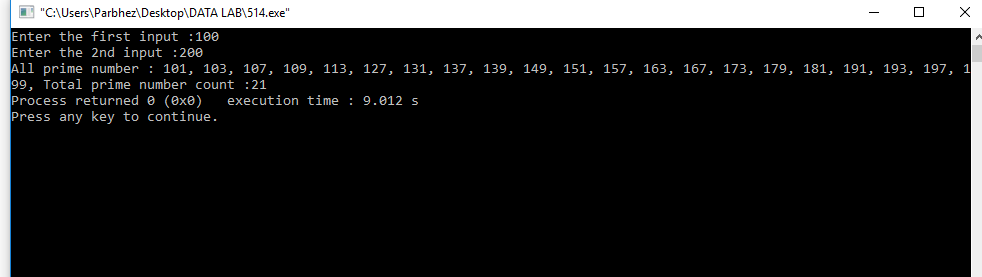 "C:\Users\Parbhez\Desktop\DATA LAB\514.exe"
Enter the first input :100
Enter the 2nd input :200
All prime number : 101, 103, 107, 109, 113, 127, 131, 137, 139, 149, 151, 157, 163, 167, 173, 179, 181, 191, 193, 197, 1
99, Total prime number count :21
Process returned 0 (0x0)   execution time : 9.012 s
Press any key to continue.